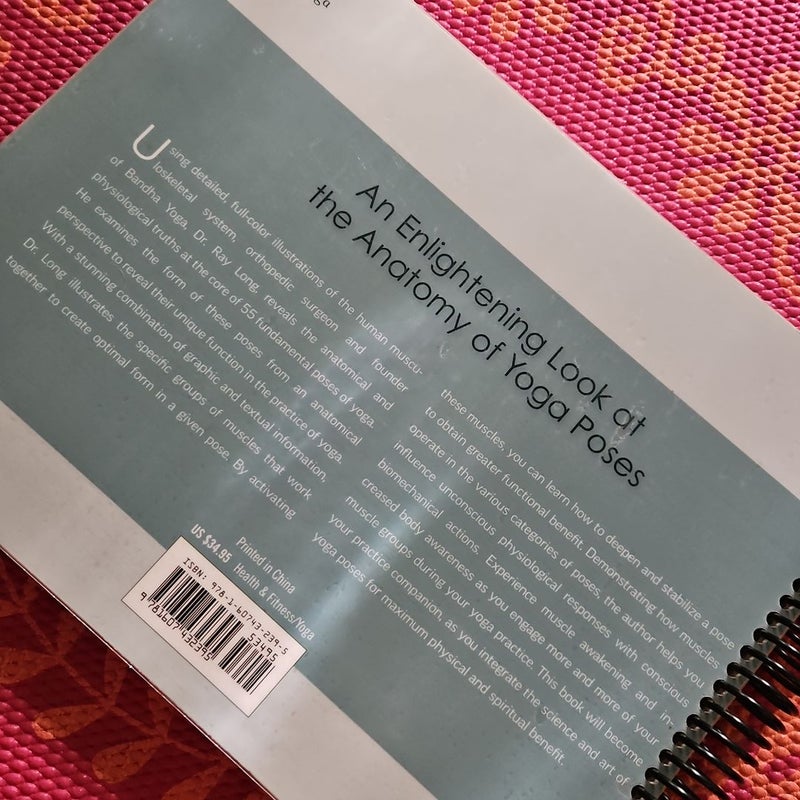 An Enlightening Look at
the Anatomy of Yoga Poses
Using detailed, full-color illustrations of the human muscu-
loskeletal system, orthopedic surgeon and founder
of Bandha Yoga, Dr. Ray Long, reveals the anatomical and
physiological truths at the core of 55 fundamental poses of yoga.
He examines the form of these poses from an anatomical
perspective to reveal their unique function in the practice of yoga.
With a stunning combination of graphic and textual information,
Dr. Long illustrates the specific groups of muscles that work
together to create optimal form in a given pose. By activating
these muscles, you can learn how to deepen and stabilize a pose
to obtain greater functional benefit. Demonstrating how muscles
operate in the various categories of poses, the author helps you
influence unconscious physiological responses with conscious
biomechanical actions. Experience muscle awakening and in-
creased body awareness as you engage more and more of your
muscle groups during your yoga practice. This book will become
your practice companion, as you integrate the science and art of
yoga poses for maximum physical and spiritual benefit.
US $34.95
Printed in China
Health & Fitness/Yoga
ISBN: 978-1-60743-239-5
53495
9 781607 432395